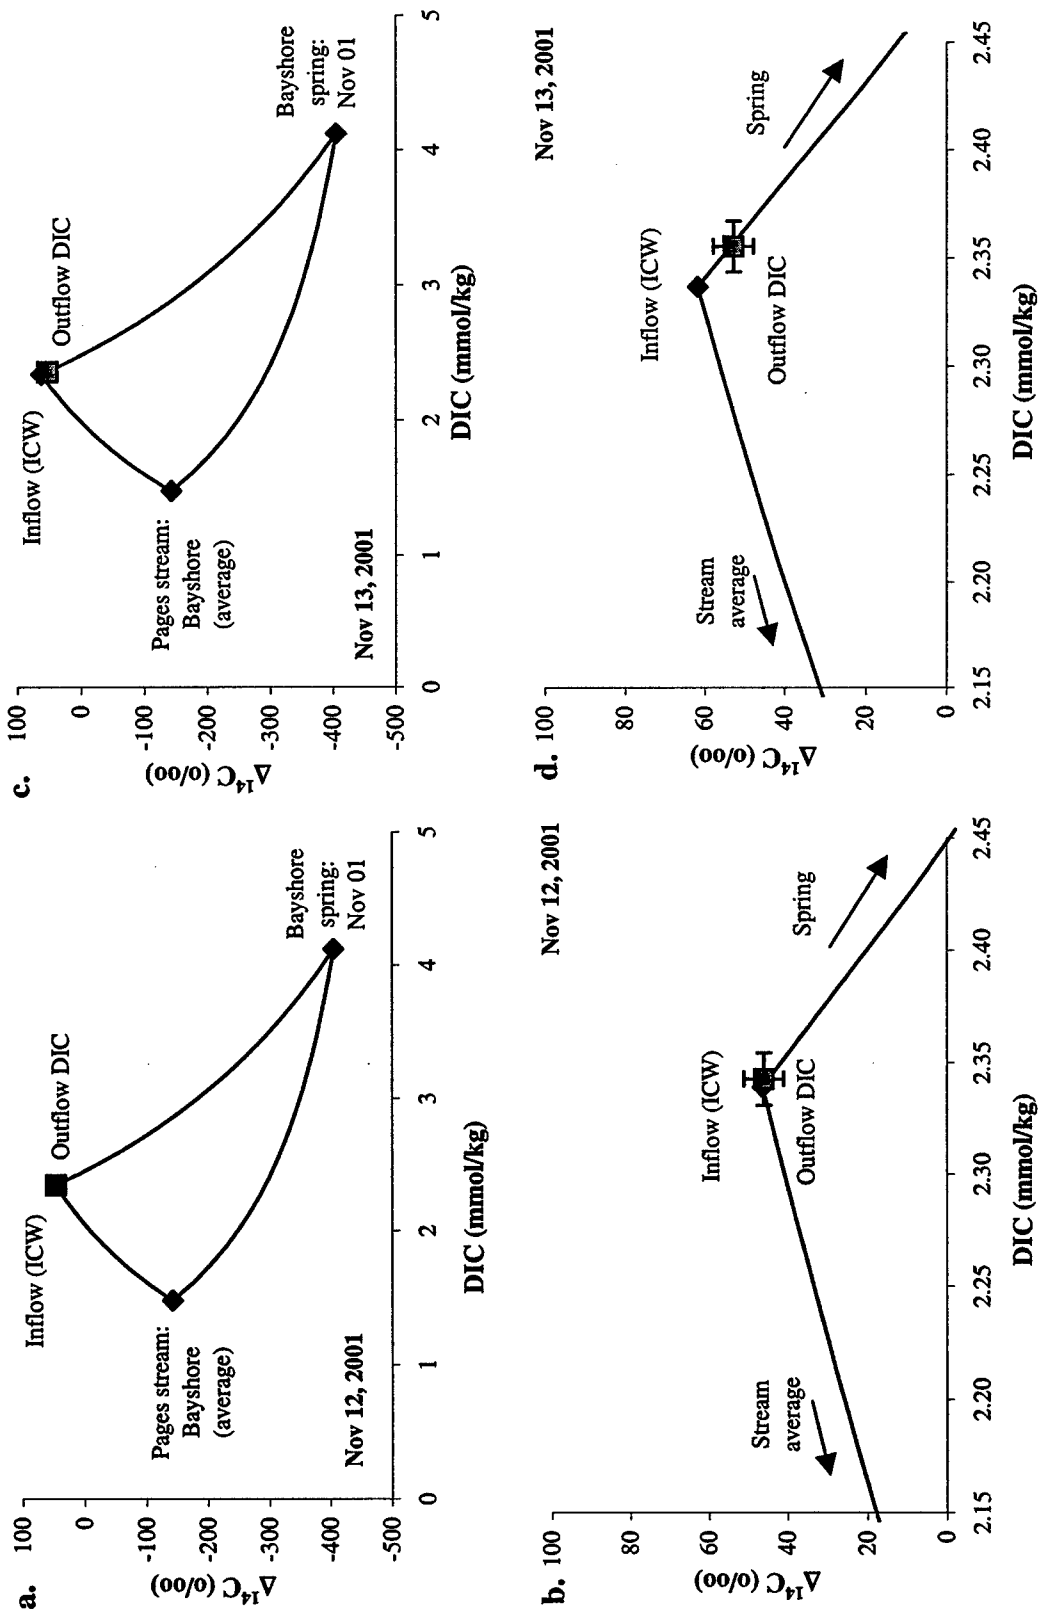 a.
100
0
-100
-200
-300
-400
-500
Δ¹⁴C (o/oo)
0
1
2
3
4
5
DIC (mmol/kg)
Inflow (ICW)
Outflow DIC
Pages stream:
Bayshore
(average)
Bayshore
spring:
Nov 01
Nov 12, 2001
b.
100
80
60
40
20
0
Δ¹⁴C (o/oo)
2.15
2.20
2.25
2.30
2.35
2.40
2.45
DIC (mmol/kg)
Nov 12, 2001
Inflow (ICW)
Outflow DIC
Stream
average
Spring
c.
100
0
-100
-200
-300
-400
-500
Δ¹⁴C (o/oo)
0
1
2
3
4
5
DIC (mmol/kg)
Inflow (ICW)
Outflow DIC
Pages stream:
Bayshore
(average)
Bayshore
spring:
Nov 01
Nov 13, 2001
d.
100
80
60
40
20
0
Δ¹⁴C (o/oo)
2.15
2.20
2.25
2.30
2.35
2.40
2.45
DIC (mmol/kg)
Nov 13, 2001
Inflow (ICW)
Outflow DIC
Stream
average
Spring